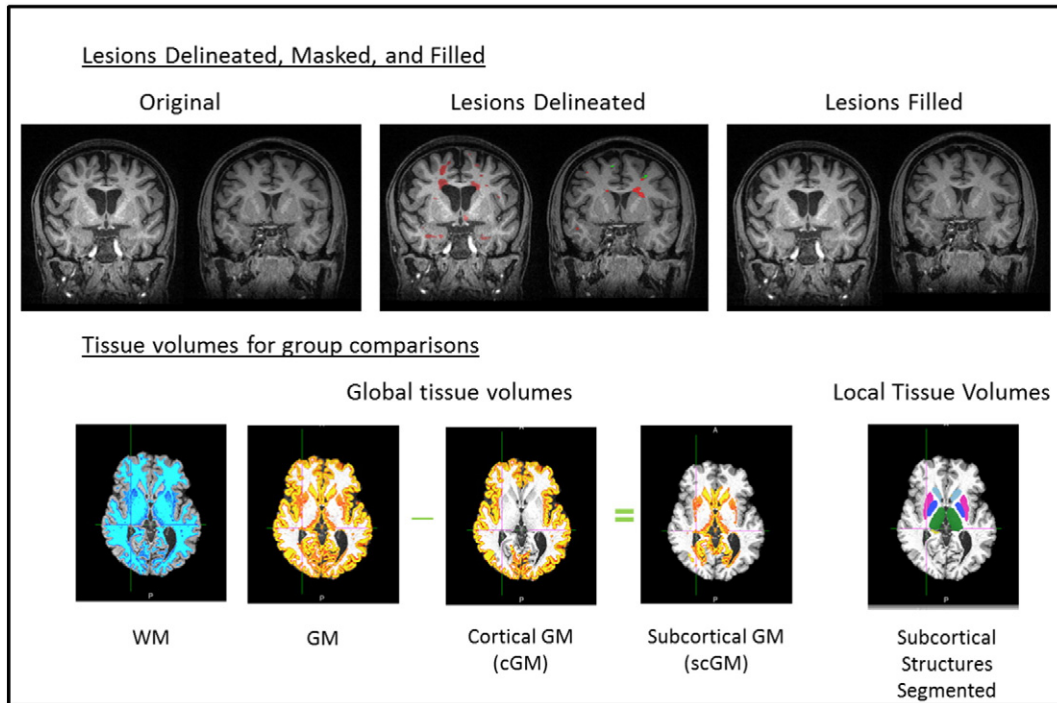 Lesions Delineated, Masked, and Filled
Original
Lesions Delineated
Lesions Filled
Tissue volumes for group comparisons
Global tissue volumes
Local Tissue Volumes
A
P
P
P
P
P
WM
GM
Cortical GM
(cGM)
Subcortical GM
(scGM)
Subcortical
Structures
Segmented
−
=